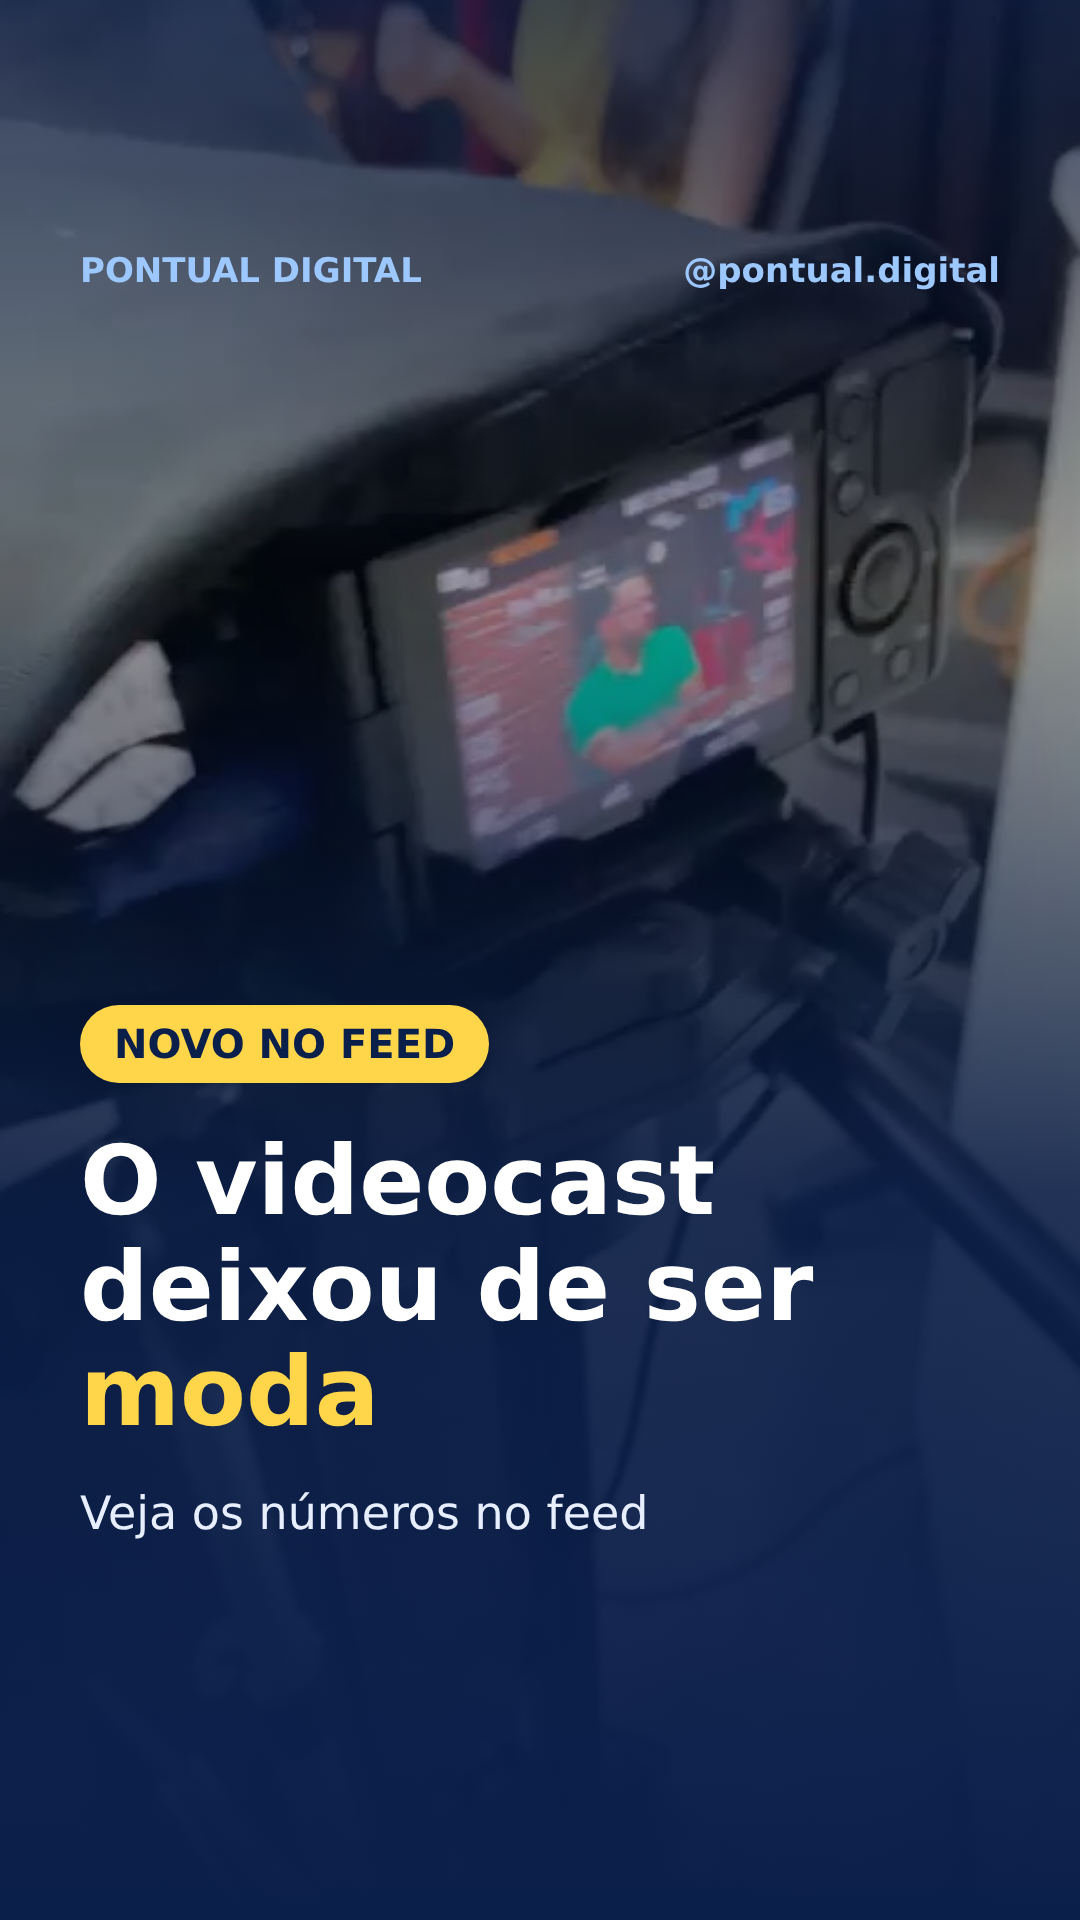 PONTUAL DIGITAL
@pontual.digital
NOVO NO FEED
O videocast
deixou de ser
moda
Veja os números no feed